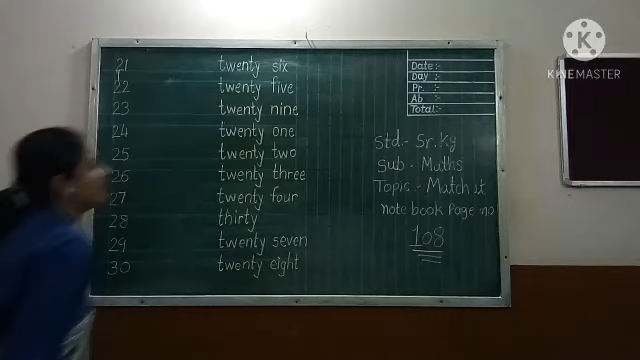 21 twenty six
22 twenty five
23 twenty nine
24 twenty one
25 twenty two
26 twenty three
27 twenty four
28 thirty
29 twenty seven
30 twenty eight
Date:-
Day :-
Pr. :-
Ab :-
Total:-
Std.- Sr.Kg
Sub - Maths
Topic - Match it
note book Page no
108
KINEMASTER